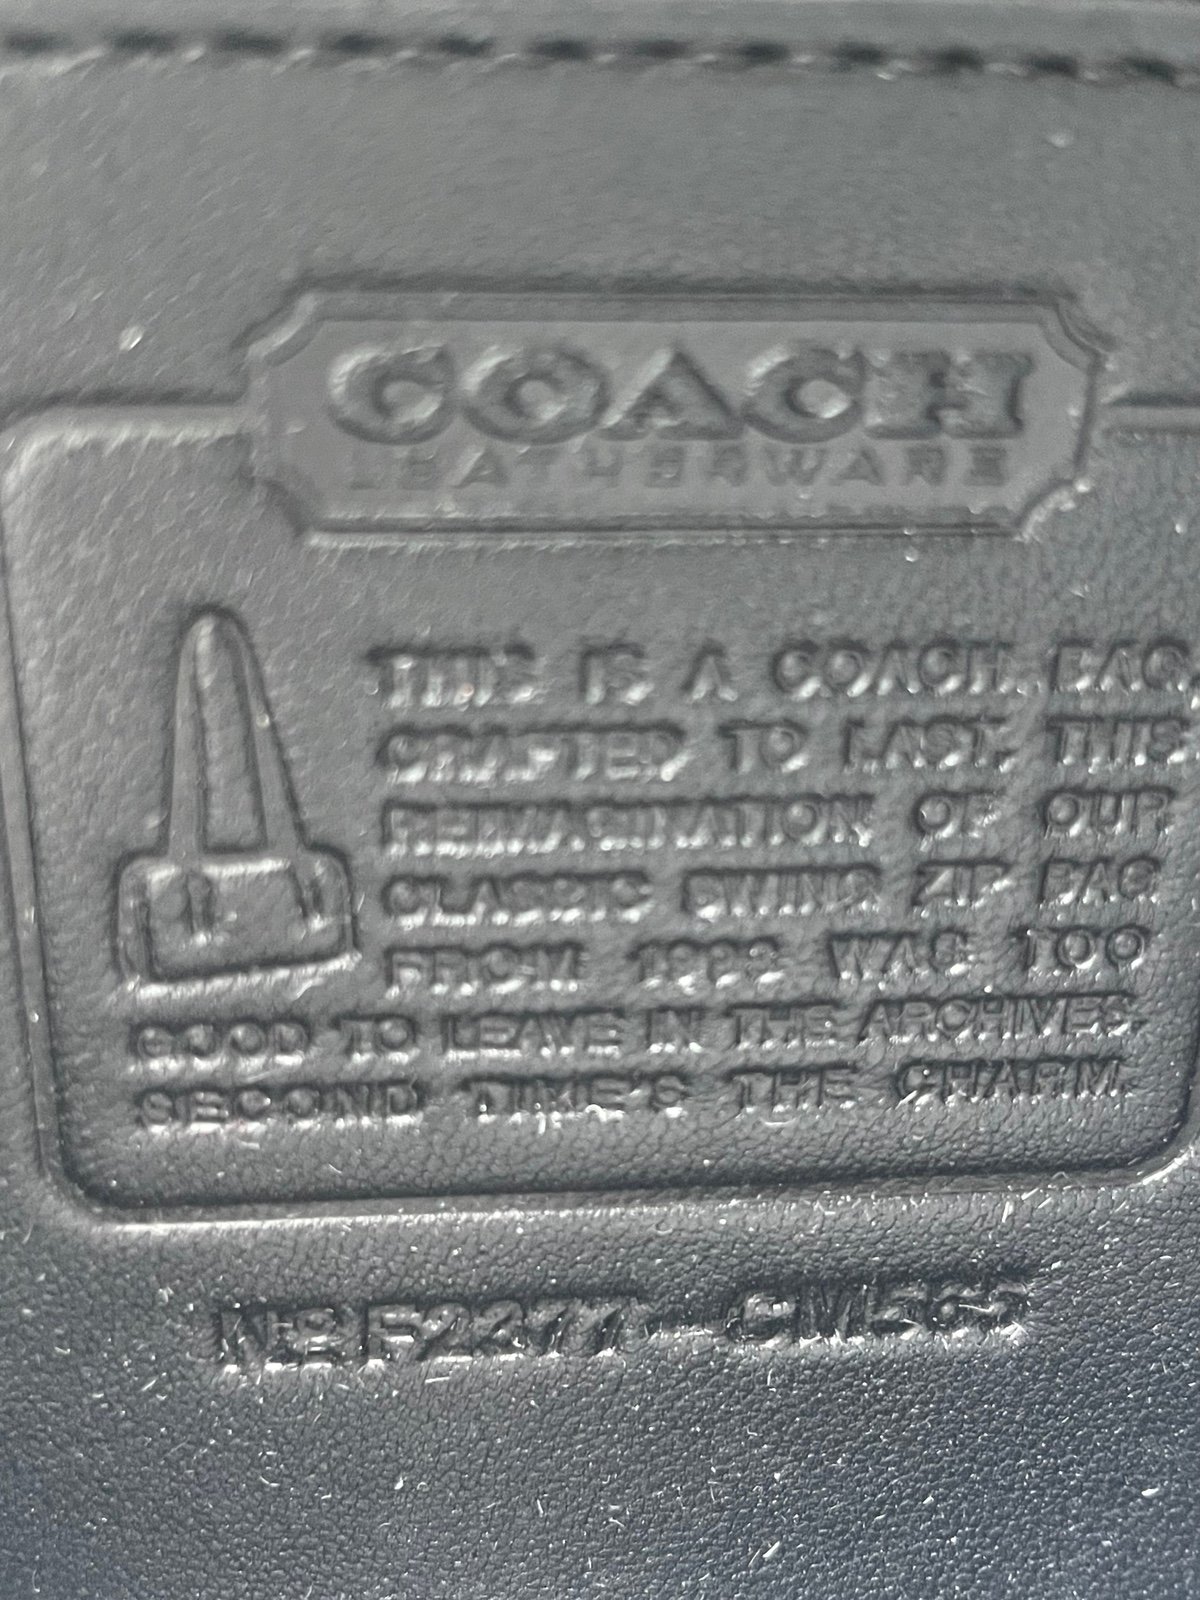 COACH
LEATHERWARE
THIS IS A COACH BAG,
CRAFTED TO LAST. THIS
REIMAGINATION OF OUR
CLASSIC SWING ZIP BAG
FROM WAS TOO
GOOD TO LEAVE IN THE ARCHIVES.
SECOND TIME'S THE CHARM.